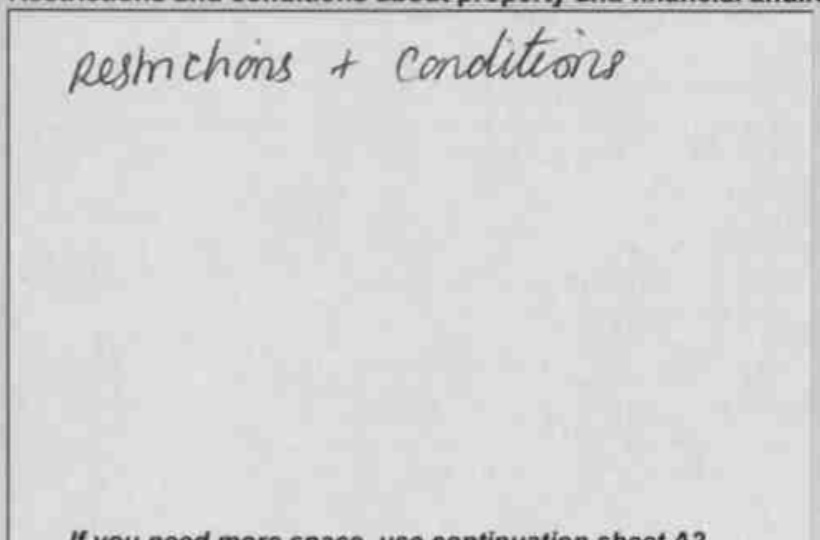 Restrictions and conditions about property and financial affairs
Restrictions + Conditions
If you need more space, use continuation sheet A2